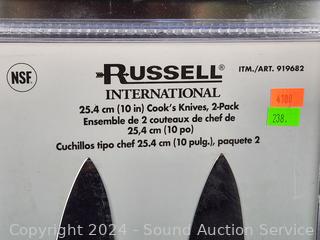 NSF
RUSSELL®
ITM./ART. 919682
INTERNATIONAL
25.4 cm (10 in) Cook's Knives, 2-Pack
Ensemble de 2 couteaux de chef de
25,4 cm (10 po)
Cuchillos tipo chef 25.4 cm (10 pulg.), paquete 2
4700
238.
Copyright 2024 - Sound Auction Service